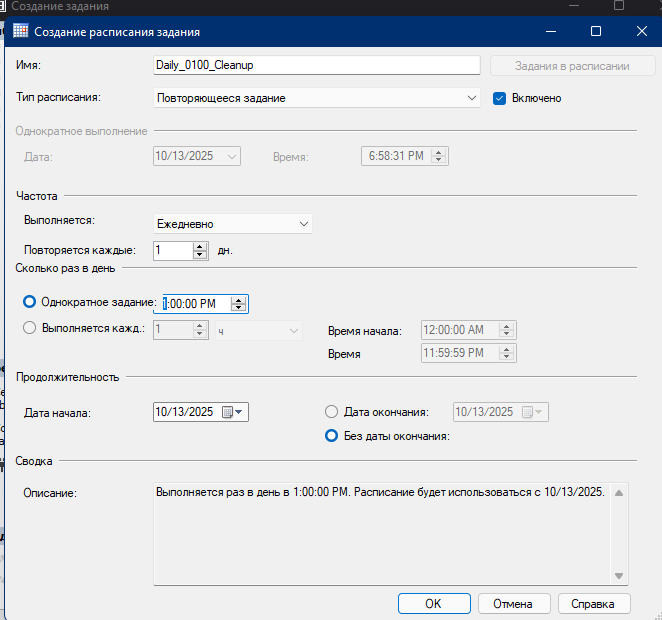 Создание задания
Создание расписания задания
Имя: Daily_0100_Cleanup Задания в расписании
Тип расписания: Повторяющееся задание Включено
Однократное выполнение
Дата: 10/13/2025 Время: 6:58:31 PM
Частота
Выполняется: Ежедневно
Повторяется каждые: 1 дн.
Сколько раз в день
Однократное задание: 1:00:00 PM
Выполняется кажд.: 1 ч Время начала: 12:00:00 AM
Время 11:59:59 PM
Продолжительность
Дата начала: 10/13/2025 Дата окончания: 10/13/2025
Без даты окончания:
Сводка
Описание: Выполняется раз в день в 1:00:00 PM. Расписание будет использоваться с 10/13/2025.
OK Отмена Справка